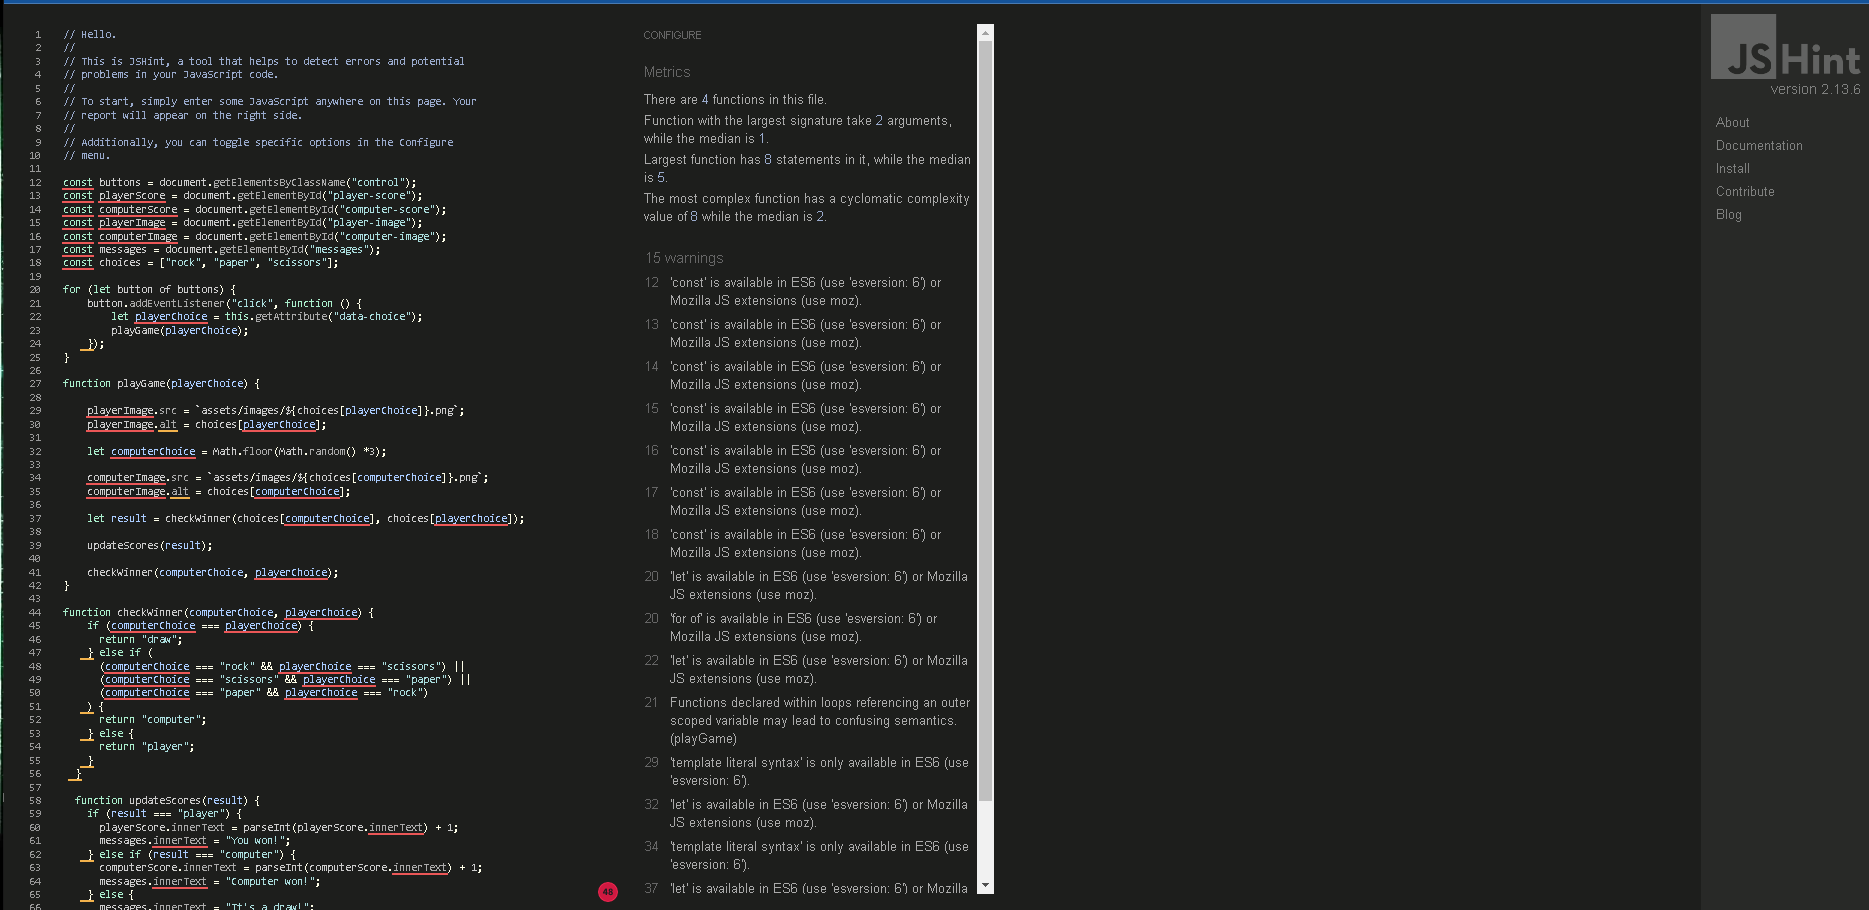 1 // Hello.
2 //
3 // This is JSHint, a tool that helps to detect errors and potential
4 // problems in your JavaScript code.
5 //
6 // To start, simply enter some JavaScript anywhere on this page. Your
7 // report will appear on the right side.
8 //
9 // Additionally, you can toggle specific options in the Configure
10 // menu.
11
12 const buttons = document.getElementsByClassName("control");
13 const playerScore = document.getElementById("player-score");
14 const computerScore = document.getElementById("computer-score");
15 const playerImage = document.getElementById("player-image");
16 const computerImage = document.getElementById("computer-image");
17 const messages = document.getElementById("messages");
18 const choices = ["rock", "paper", "scissors"];
19
20 for (let button of buttons) {
21 button.addEventListener("click", function () {
22 let playerChoice = this.getAttribute("data-choice");
23 playGame(playerChoice);
24 });
25 }
26
27 function playGame(playerChoice) {
28
29 playerImage.src = `assets/images/${choices[playerChoice]}.png`;
30 playerImage.alt = choices[playerChoice];
31
32 let computerChoice = Math.floor(Math.random() *3);
33
34 computerImage.src = `assets/images/${choices[computerChoice]}.png`;
35 computerImage.alt = choices[computerChoice];
36
37 let result = checkWinner(choices[computerChoice], choices[playerChoice]);
38
39 updateScores(result);
40
41 checkWinner(computerChoice, playerChoice);
42 }
43
44 function checkWinner(computerChoice, playerChoice) {
45 if (computerChoice === playerChoice) {
46 return "draw";
47 } else if (
48 (computerChoice === "rock" && playerChoice === "scissors") ||
49 (computerChoice === "scissors" && playerChoice === "paper") ||
50 (computerChoice === "paper" && playerChoice === "rock")
51 ) {
52 return "computer";
53 } else {
54 return "player";
55 }
56 }
57
58 function updateScores(result) {
59 if (result === "player") {
60 playerScore.innerText = parseInt(playerScore.innerText) + 1;
61 messages.innerText = "You won!";
62 } else if (result === "computer") {
63 computerScore.innerText = parseInt(computerScore.innerText) + 1;
64 messages.innerText = "Computer won!";
65 } else {
66 messages.innerText = "It's a draw!";
48
CONFIGURE
Metrics
There are 4 functions in this file.
Function with the largest signature take 2 arguments,
while the median is 1.
Largest function has 8 statements in it, while the median
is 5.
The most complex function has a cyclomatic complexity
value of 8 while the median is 2.
15 warnings
12 'const' is available in ES6 (use 'esversion: 6') or
Mozilla JS extensions (use moz).
13 'const' is available in ES6 (use 'esversion: 6') or
Mozilla JS extensions (use moz).
14 'const' is available in ES6 (use 'esversion: 6') or
Mozilla JS extensions (use moz).
15 'const' is available in ES6 (use 'esversion: 6') or
Mozilla JS extensions (use moz).
16 'const' is available in ES6 (use 'esversion: 6') or
Mozilla JS extensions (use moz).
17 'const' is available in ES6 (use 'esversion: 6') or
Mozilla JS extensions (use moz).
18 'const' is available in ES6 (use 'esversion: 6') or
Mozilla JS extensions (use moz).
20 'let' is available in ES6 (use 'esversion: 6') or Mozilla
JS extensions (use moz).
20 'for of' is available in ES6 (use 'esversion: 6') or
Mozilla JS extensions (use moz).
22 'let' is available in ES6 (use 'esversion: 6') or Mozilla
JS extensions (use moz).
21 Functions declared within loops referencing an outer
scoped variable may lead to confusing semantics.
(playGame)
29 'template literal syntax' is only available in ES6 (use
'esversion: 6').
32 'let' is available in ES6 (use 'esversion: 6') or Mozilla
JS extensions (use moz).
34 'template literal syntax' is only available in ES6 (use
'esversion: 6').
37 'let' is available in ES6 (use 'esversion: 6') or Mozilla
JSHint
version 2.13.6
About
Documentation
Install
Contribute
Blog